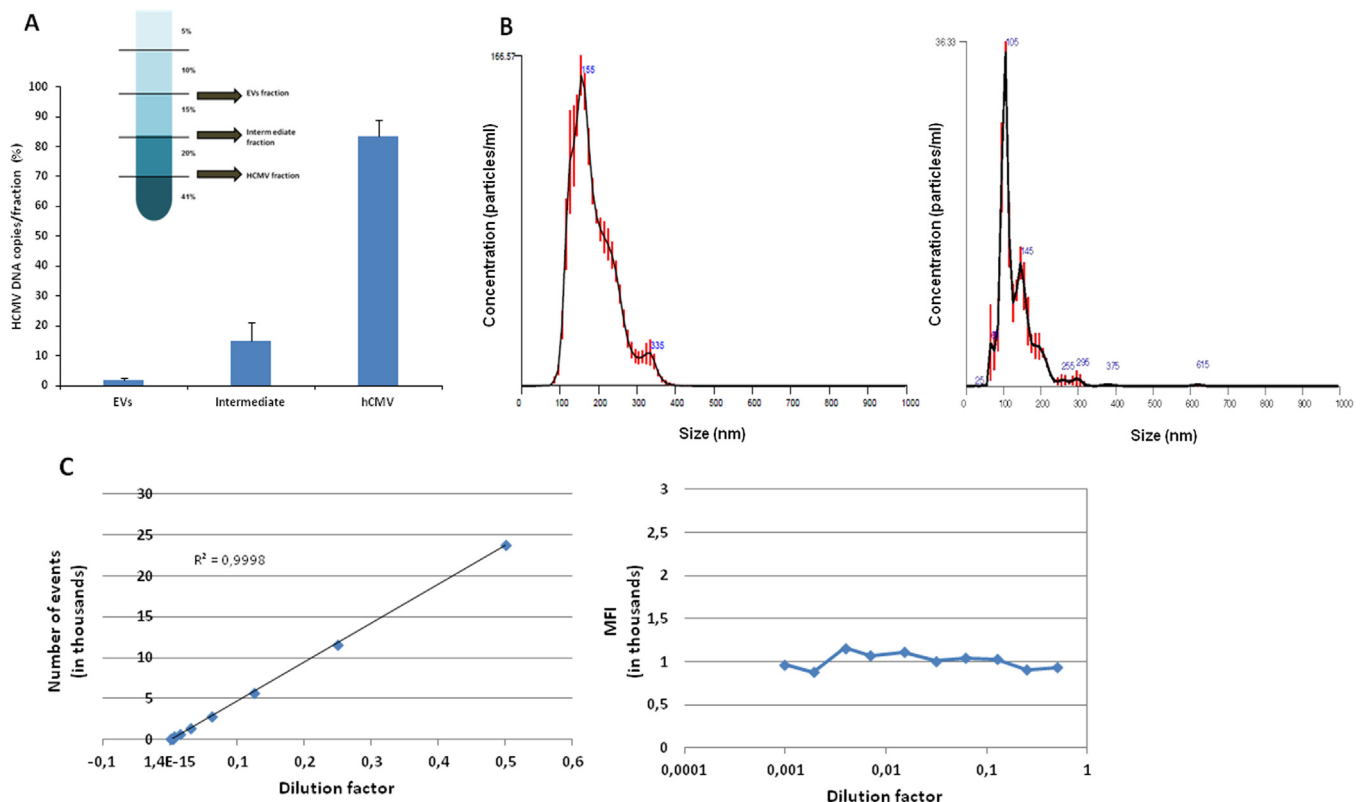 A
5%
10%
EVs fraction
15%
Intermediate
fraction
20%
HCMV fraction
41%
HCMV DNA copies/fraction (%)
100
90
80
70
60
50
40
30
20
10
0
EVs Intermediate hCMV
B
166.57
155
335
Concentration (particles/ml)
0 100 200 300 400 500 600 700 800 900 1000
Size (nm)
36.33
105
145
25
255
295
375
615
Concentration (particles/ml)
0 100 200 300 400 500 600 700 800 900 1000
Size (nm)
C
Number of events
(in thousands)
30
25
20
15
10
5
0
R² = 0,9998
-0,1 1,4E-15 0,1 0,2 0,3 0,4 0,5 0,6
Dilution factor
MFI
(in thousands)
3
2,5
2
1,5
1
0,5
0
0,0001 0,001 0,01 0,1 1
Dilution factor